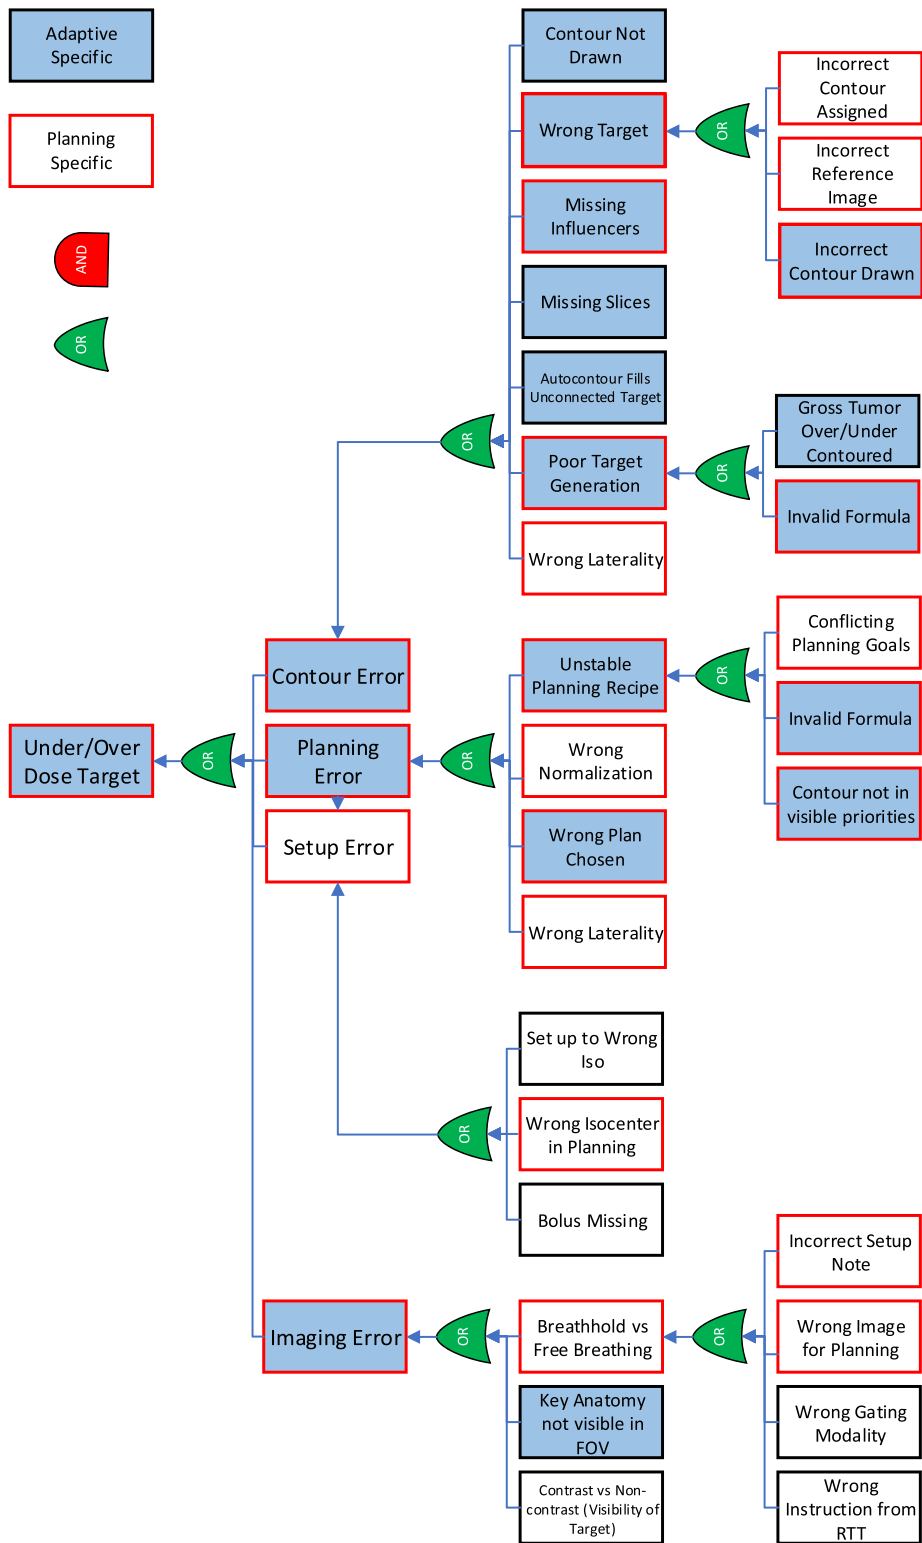 Adaptive
Specific
Planning
Specific
AND
OR
Contour Not
Drawn
Wrong Target
Missing
Influencers
Missing Slices
Autocontour Fills
Unconnected Target
Poor Target
Generation
Wrong Laterality
OR
OR
Incorrect
Contour
Assigned
Incorrect
Reference
Image
Incorrect
Contour Drawn
OR
Gross Tumor
Over/Under
Contoured
Invalid Formula
Under/Over
Dose Target
OR
Contour Error
Planning
Error
Setup Error
OR
Unstable
Planning Recipe
Wrong
Normalization
Wrong Plan
Chosen
Wrong Laterality
OR
Conflicting
Planning Goals
Invalid Formula
Contour not in
visible priorities
OR
Set up to Wrong
Iso
Wrong Isocenter
in Planning
Bolus Missing
Imaging Error
OR
Breathhold vs
Free Breathing
Key Anatomy
not visible in
FOV
Contrast vs Non-
contrast (Visibility of
Target)
OR
Incorrect Setup
Note
Wrong Image
for Planning
Wrong Gating
Modality
Wrong
Instruction from
RTT